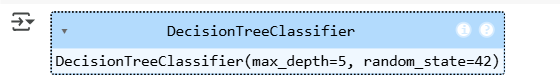 DecisionTreeClassifier
DecisionTreeClassifier(max_depth=5, random_state=42)